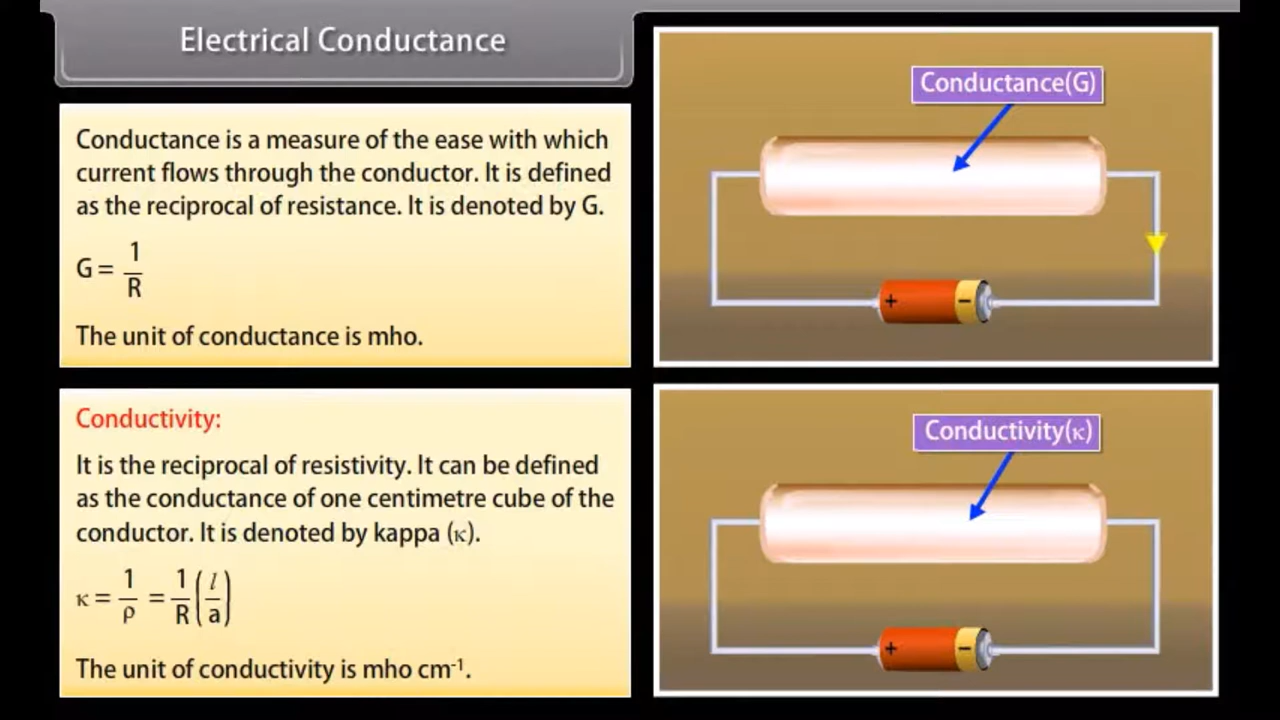 Electrical Conductance
Conductance is a measure of the ease with which
current flows through the conductor. It is defined
as the reciprocal of resistance. It is denoted by G.
G = 1/R
The unit of conductance is mho.
Conductance(G)
+ −
Conductivity:
It is the reciprocal of resistivity. It can be defined
as the conductance of one centimetre cube of the
conductor. It is denoted by kappa (κ).
κ = 1/ρ = 1/R (l/a)
The unit of conductivity is mho cm⁻¹.
Conductivity(κ)
+ −